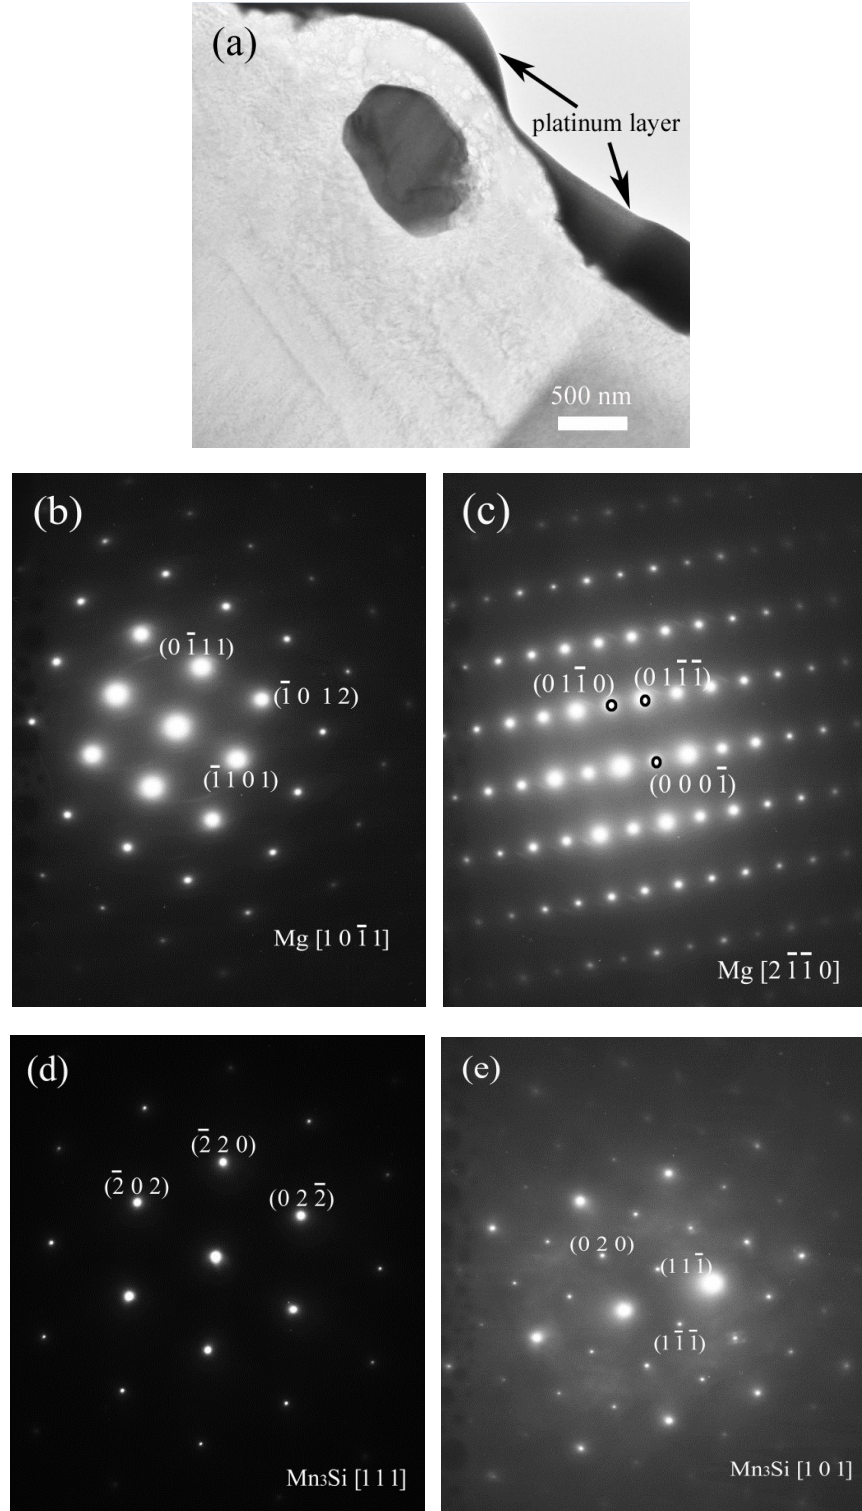 (a)
platinum layer
500 nm
(b)
(0 1̅ 1 1)
(1̅ 0 1 2)
(1̅ 1 0 1)
Mg [1 0 1̅ 1]
(c)
(0 1 1̅ 0)
(0 1 1̅ 1̅)
(0 0 0 1̅)
Mg [2 1̅ 1̅ 0]
(d)
(2̅ 2 0)
(2̅ 0 2)
(0 2 2̅)
Mn₃Si [1 1 1]
(e)
(0 2 0)
(1 1 1̅)
(1 1̅ 1̅)
Mn₃Si [1 0 1]